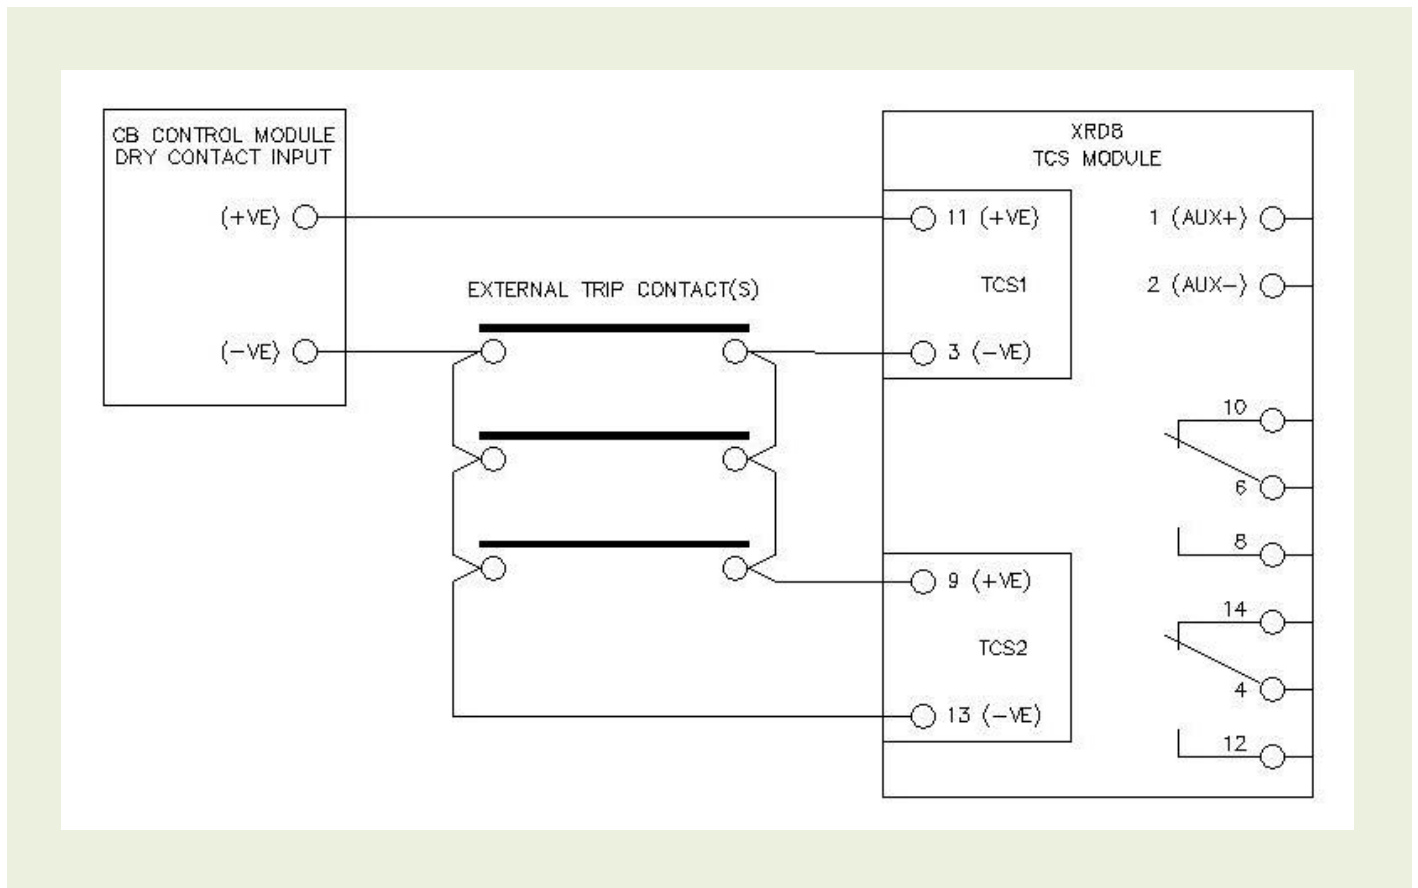 CB CONTROL MODULE
DRY CONTACT INPUT
(+VE)
(-VE)
EXTERNAL TRIP CONTACT(S)
XRD8
TCS MODULE
11 (+VE)
TCS1
3 (-VE)
1 (AUX+)
2 (AUX-)
10
6
8
9 (+VE)
TCS2
13 (-VE)
14
4
12